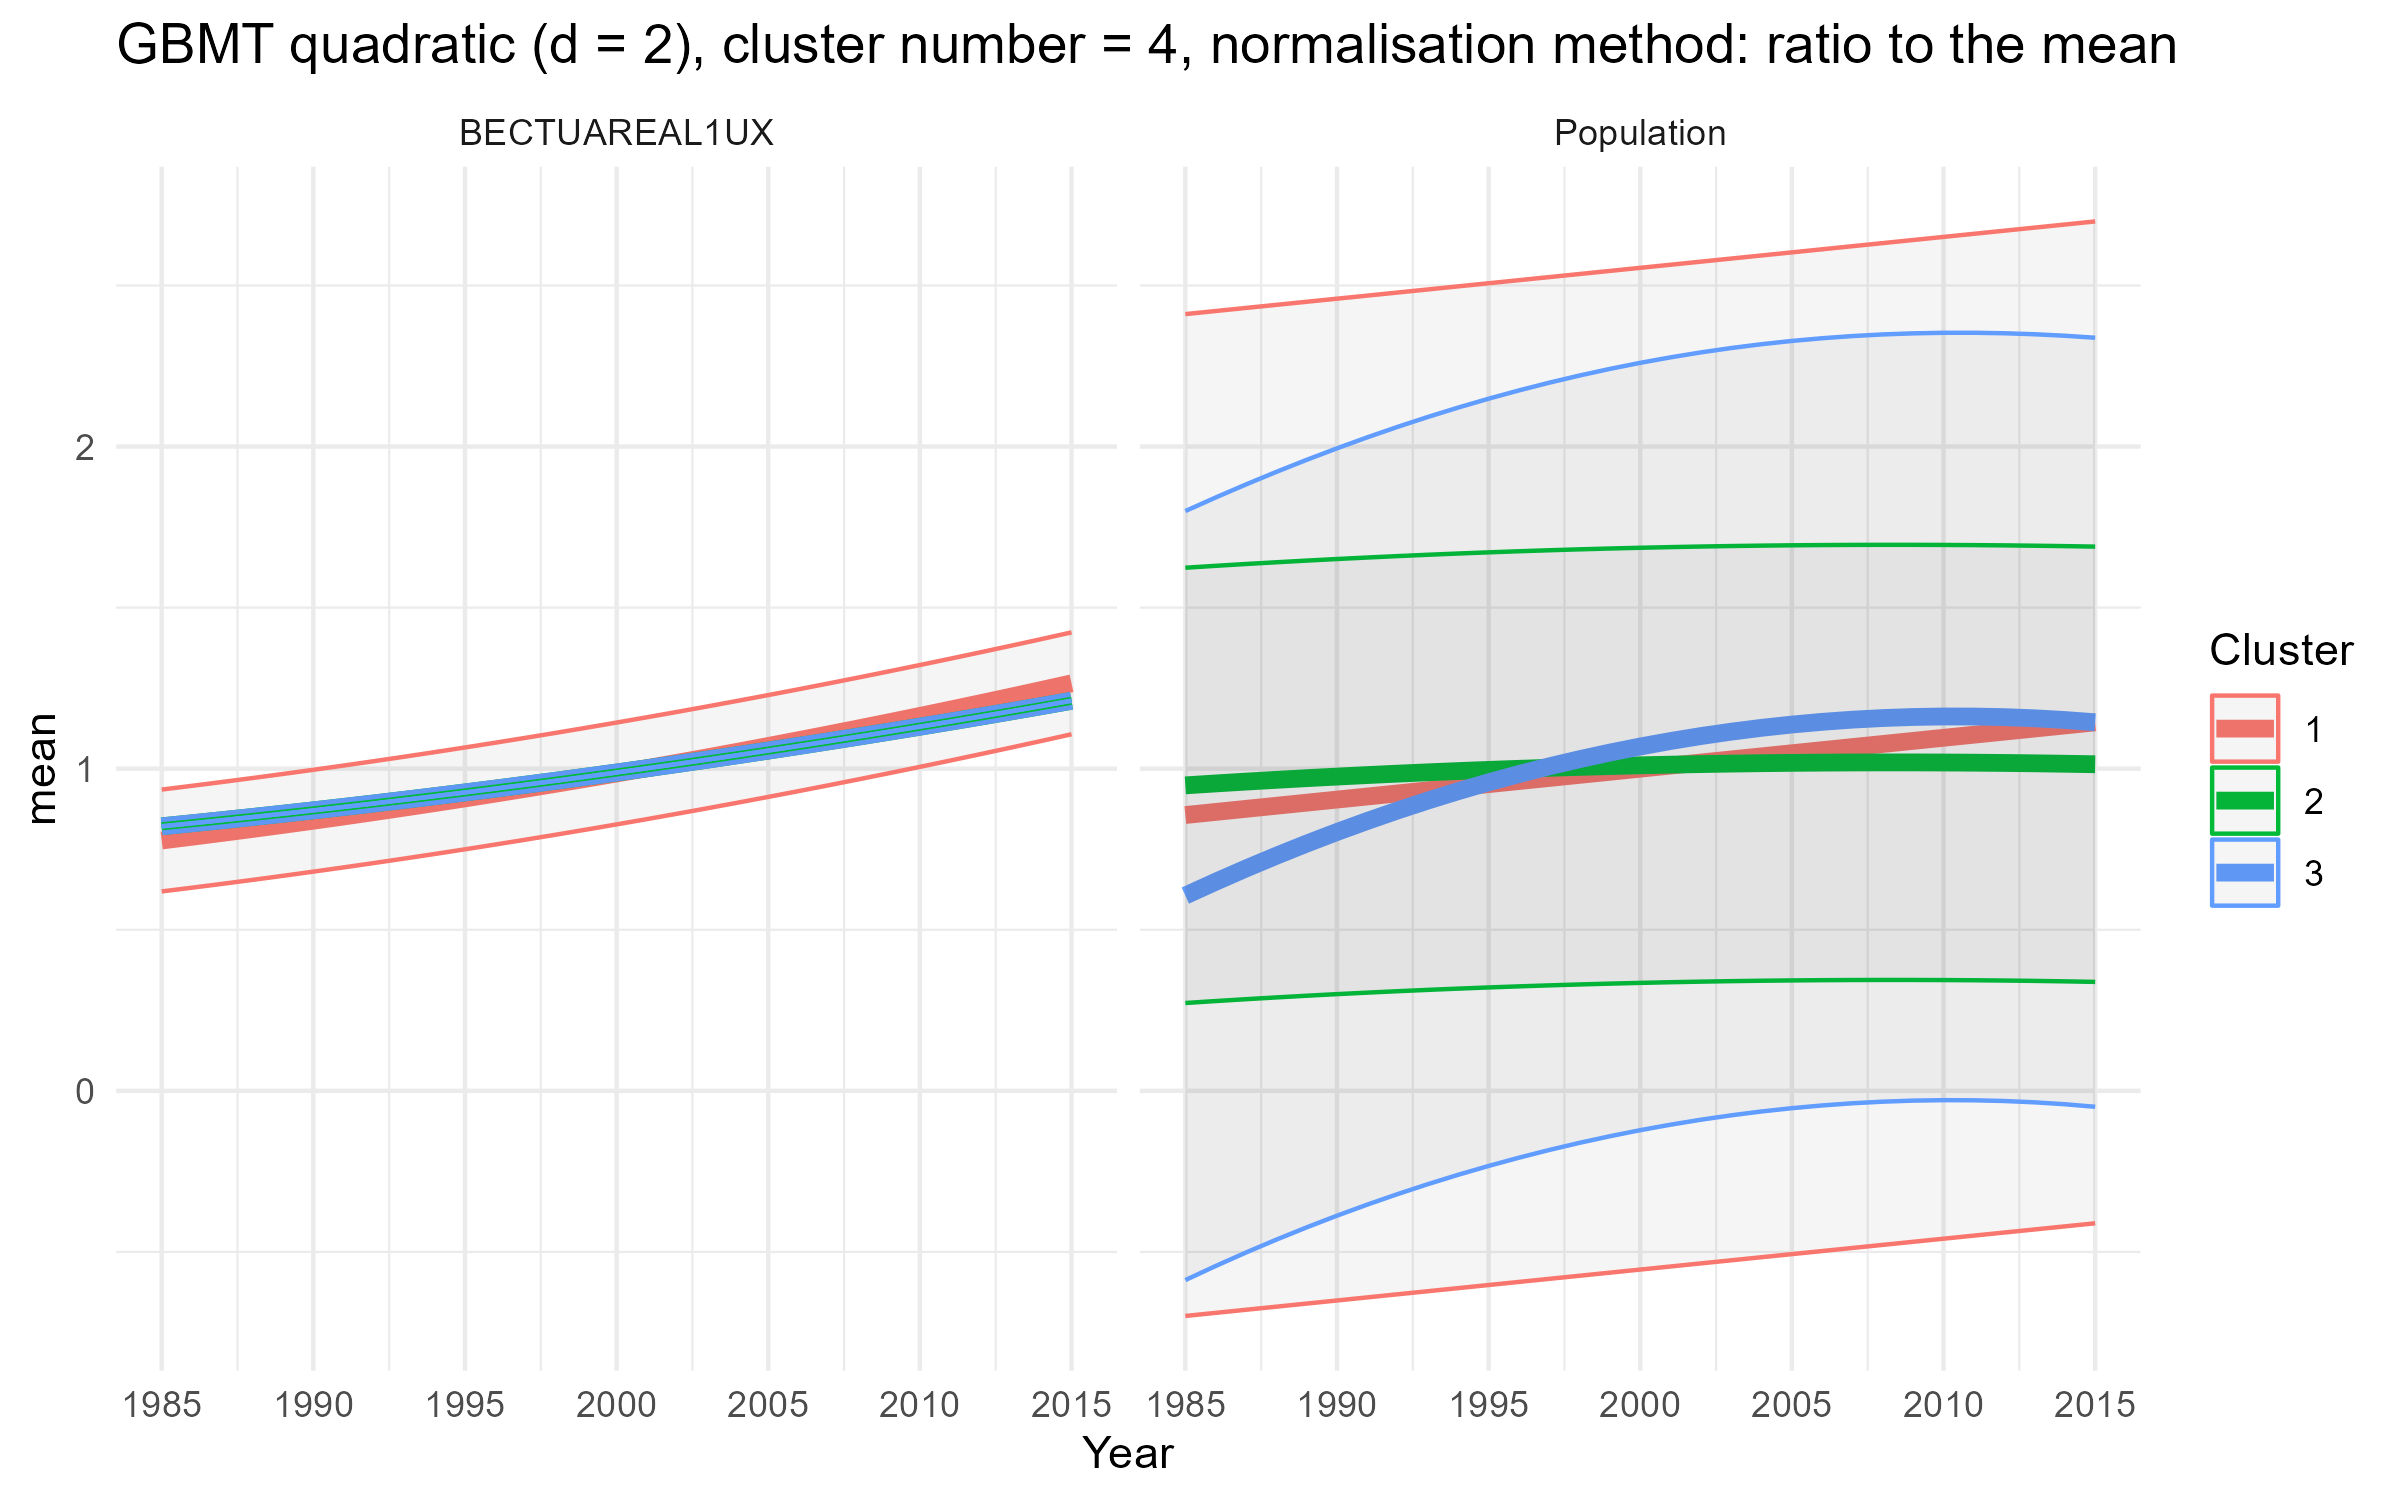 GBMT quadratic (d = 2), cluster number = 4, normalisation method: ratio to the mean
BECTUAREAL1UX
Population
mean
2
1
0
1985 1990 1995 2000 2005 2010 2015
1985 1990 1995 2000 2005 2010 2015
Year
Cluster
1
2
3